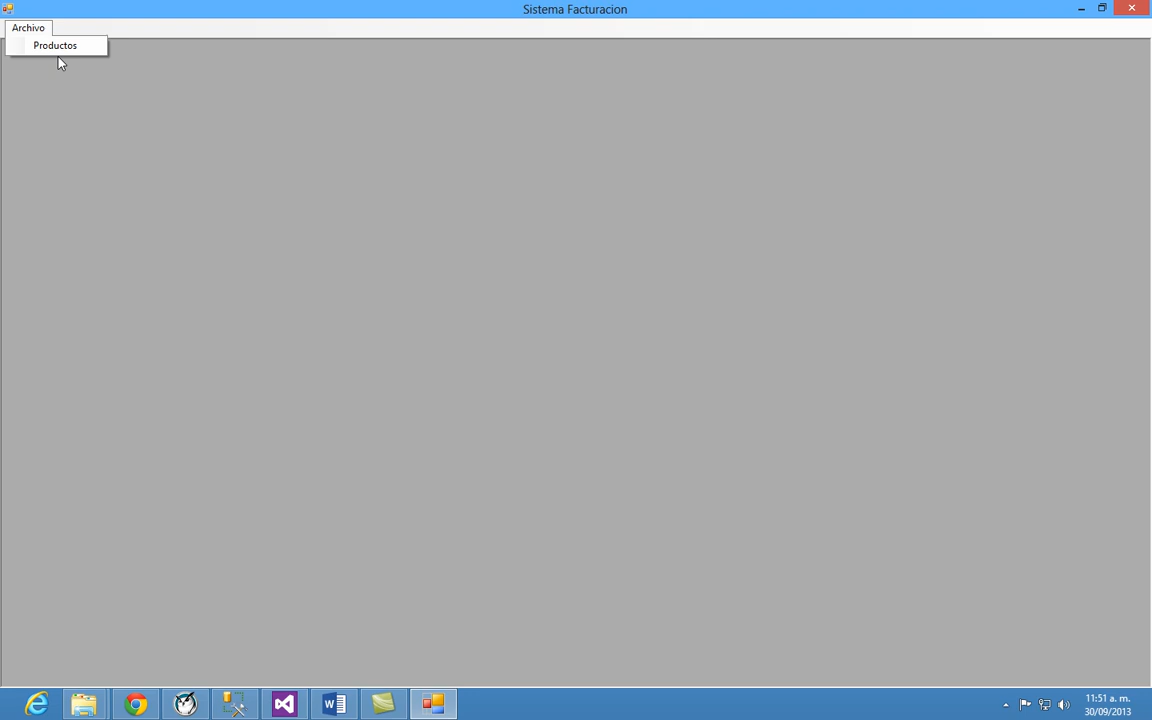 Sistema Facturacion
Archivo
Productos
11:51 a. m.
30/09/2013